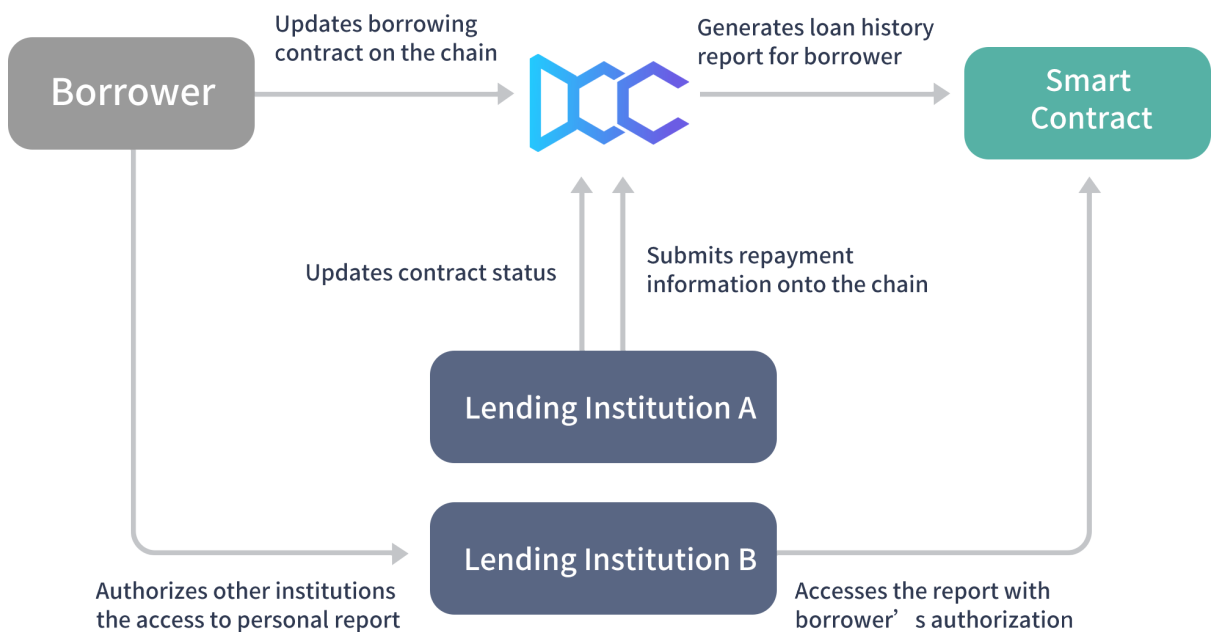 Updates borrowing
contract on the chain
Generates loan history
report for borrower
Borrower
DCC
Smart
Contract
Updates contract status
Submits repayment
information onto the chain
Lending Institution A
Lending Institution B
Authorizes other institutions
the access to personal report
Accesses the report with
borrower’ s authorization